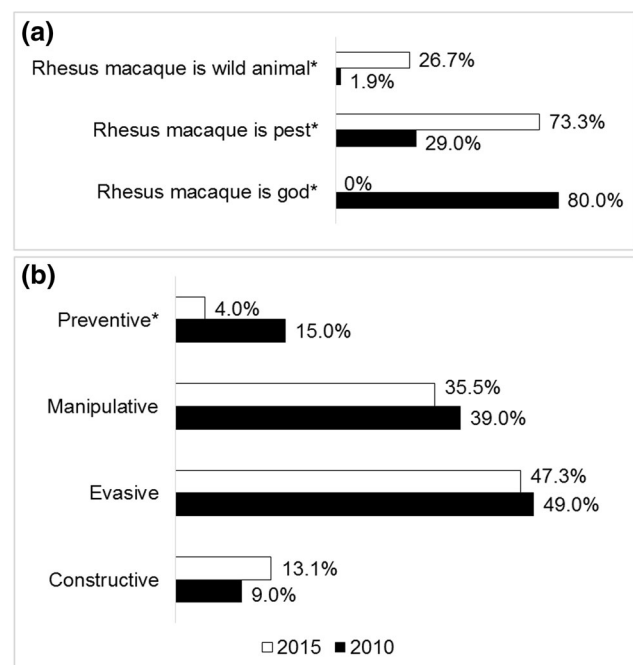 (a)
Rhesus macaque is wild animal*
26.7%
1.9%
Rhesus macaque is pest*
73.3%
29.0%
Rhesus macaque is god*
0%
80.0%
(b)
Preventive*
4.0%
15.0%
Manipulative
35.5%
39.0%
Evasive
47.3%
49.0%
Constructive
13.1%
9.0%
2015 2010